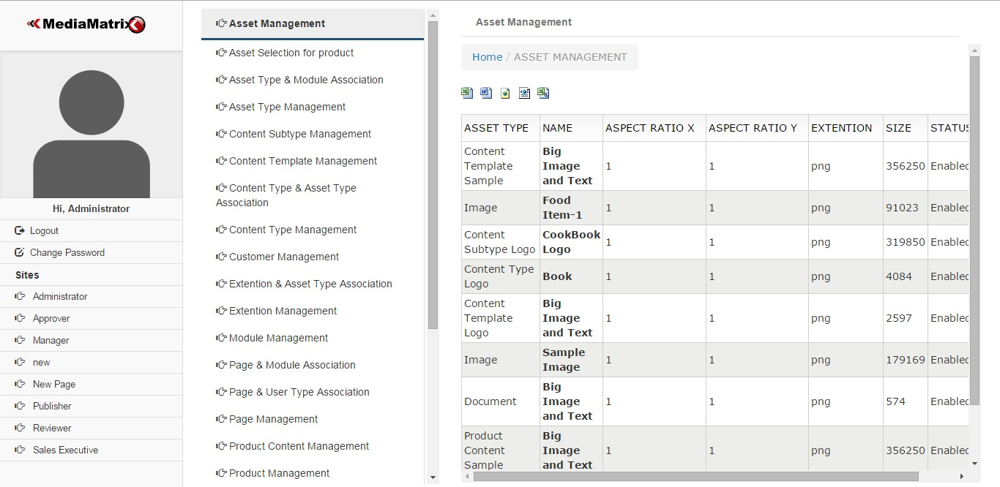 MediaMatrix
Hi, Administrator
Logout
Change Password
Sites
Administrator
Approver
Manager
new
New Page
Publisher
Reviewer
Sales Executive
Asset Management
Asset Selection for product
Asset Type & Module Association
Asset Type Management
Content Subtype Management
Content Template Management
Content Type & Asset Type
Association
Content Type Management
Customer Management
Extention & Asset Type Association
Extention Management
Module Management
Page & Module Association
Page & User Type Association
Page Management
Product Content Management
Product Management
Asset Management
Home / ASSET MANAGEMENT
ASSET TYPE NAME ASPECT RATIO X ASPECT RATIO Y EXTENTION SIZE STATUS
Content Big
Template Image 1 1 png 356250 Enabled
Sample and Text
Image Food Item-1 1 1 png 91023 Enabled
Content CookBook
Subtype Logo Logo 1 1 png 319850 Enabled
Content Type
Logo Book 1 1 png 4084 Enabled
Content Big
Template Image 1 1 png 2597 Enabled
Logo and Text
Image Sample Image 1 1 png 179169 Enabled
Big
Document Image 1 1 png 574 Enabled
and Text
Product Big
Content Image 1 1 png 356250 Enabled
Sample and Text